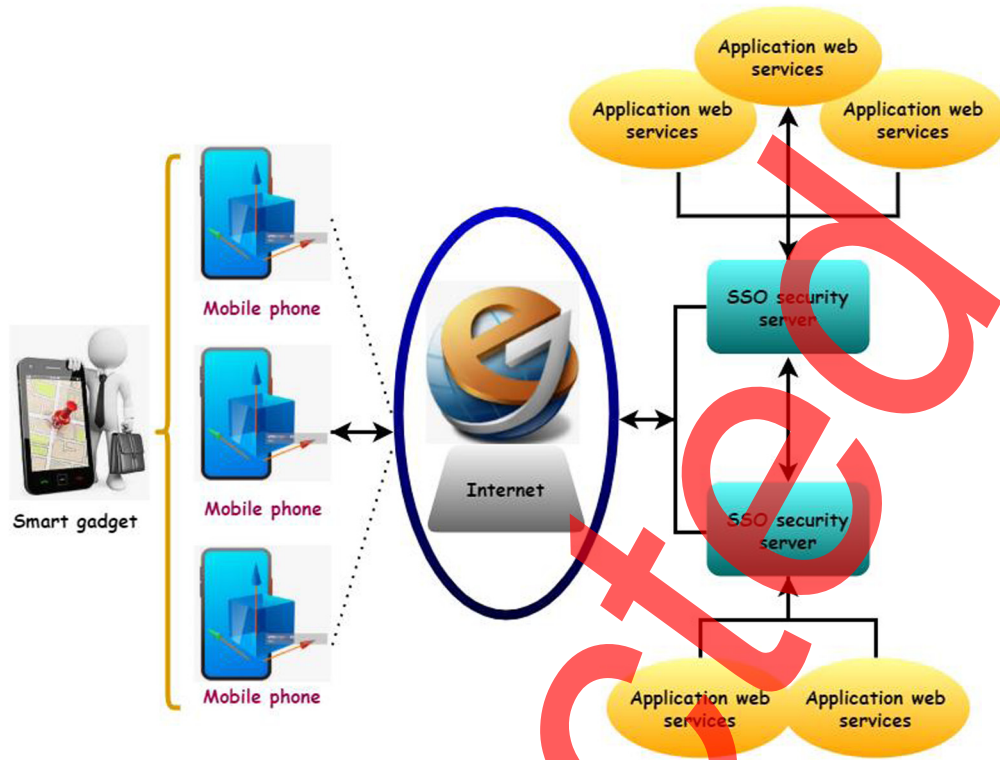 Application web
services
Application web
services
Application web
services
Mobile phone
SSO security
server
Mobile phone
Internet
Smart gadget
SSO security
server
Mobile phone
Application web
services
Application web
services
cted